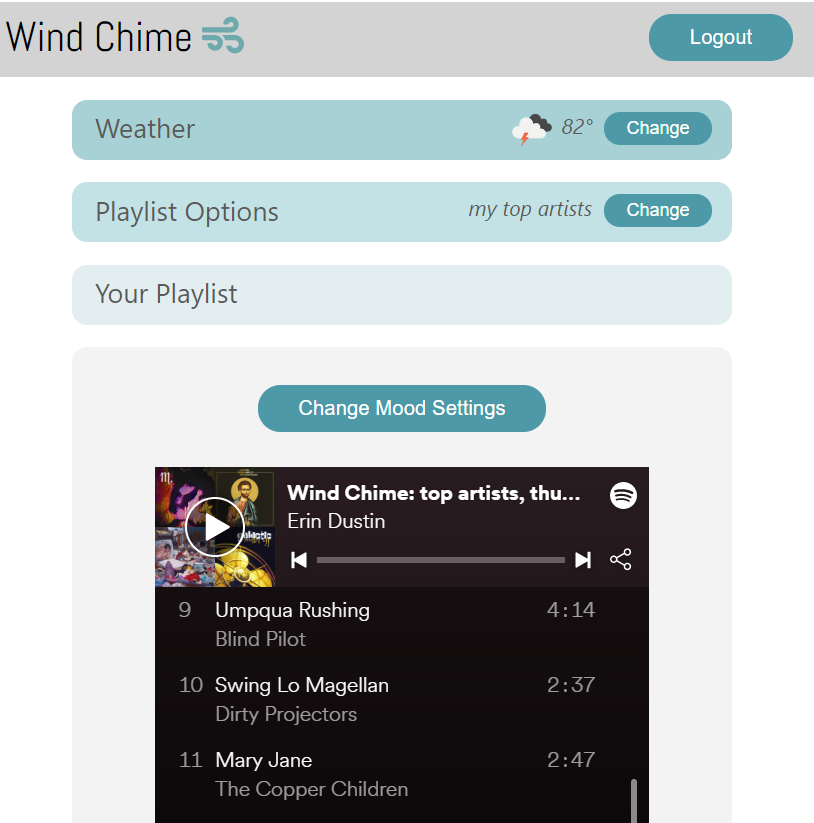 Wind Chime
Logout
Weather
82°
Change
Playlist Options
my top artists
Change
Your Playlist
Change Mood Settings
m.
Wind Chime: top artists, thu...
Erin Dustin
galactic
9 Umpqua Rushing 4:14
Blind Pilot
10 Swing Lo Magellan 2:37
Dirty Projectors
11 Mary Jane 2:47
The Copper Children